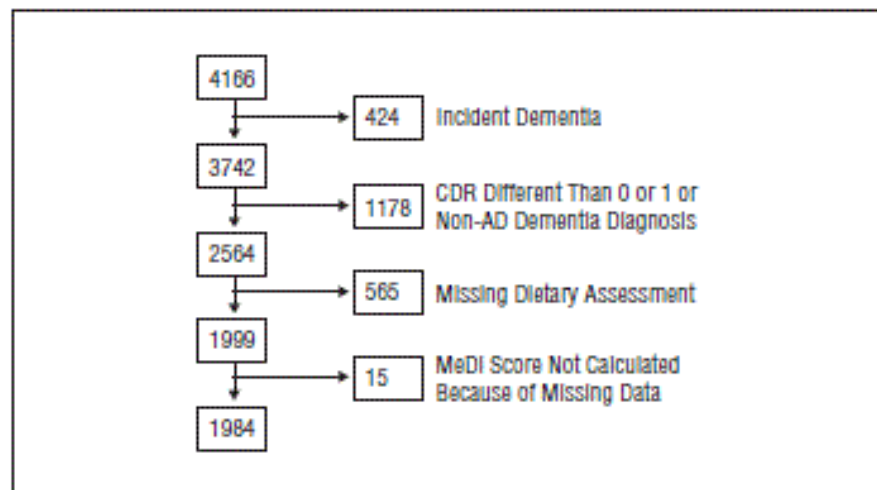 4166
424 Incident Dementia
3742
1178 CDR Different Than 0 or 1 or
Non-AD Dementia Diagnosis
2564
565 Missing Dietary Assessment
1999
15 MeDi Score Not Calculated
Because of Missing Data
1984